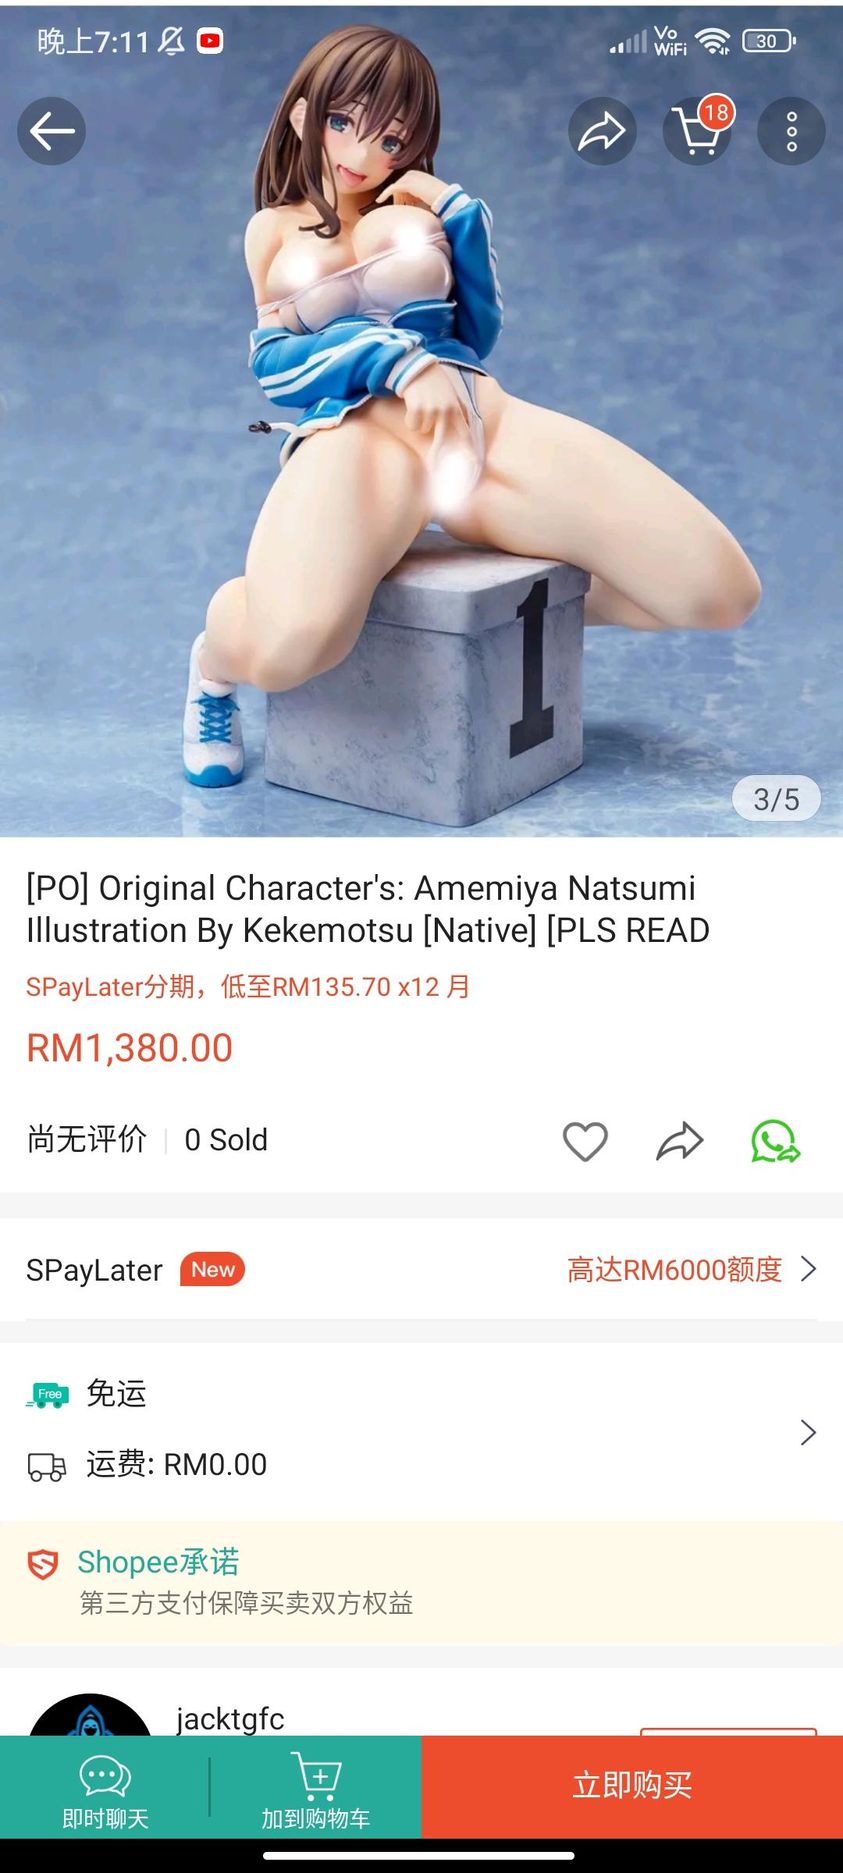 晚上7:11
Vo
WiFi
30
18
1
3/5
[PO] Original Character's: Amemiya Natsumi
Illustration By Kekemotsu [Native] [PLS READ
SPayLater分期，低至RM135.70 x12 月
RM1,380.00
尚无评价
0 Sold
SPayLater
New
高达RM6000额度
Free
免运
运费: RM0.00
Shopee承诺
第三方支付保障买卖双方权益
jacktgfc
即时聊天
加到购物车
立即购买